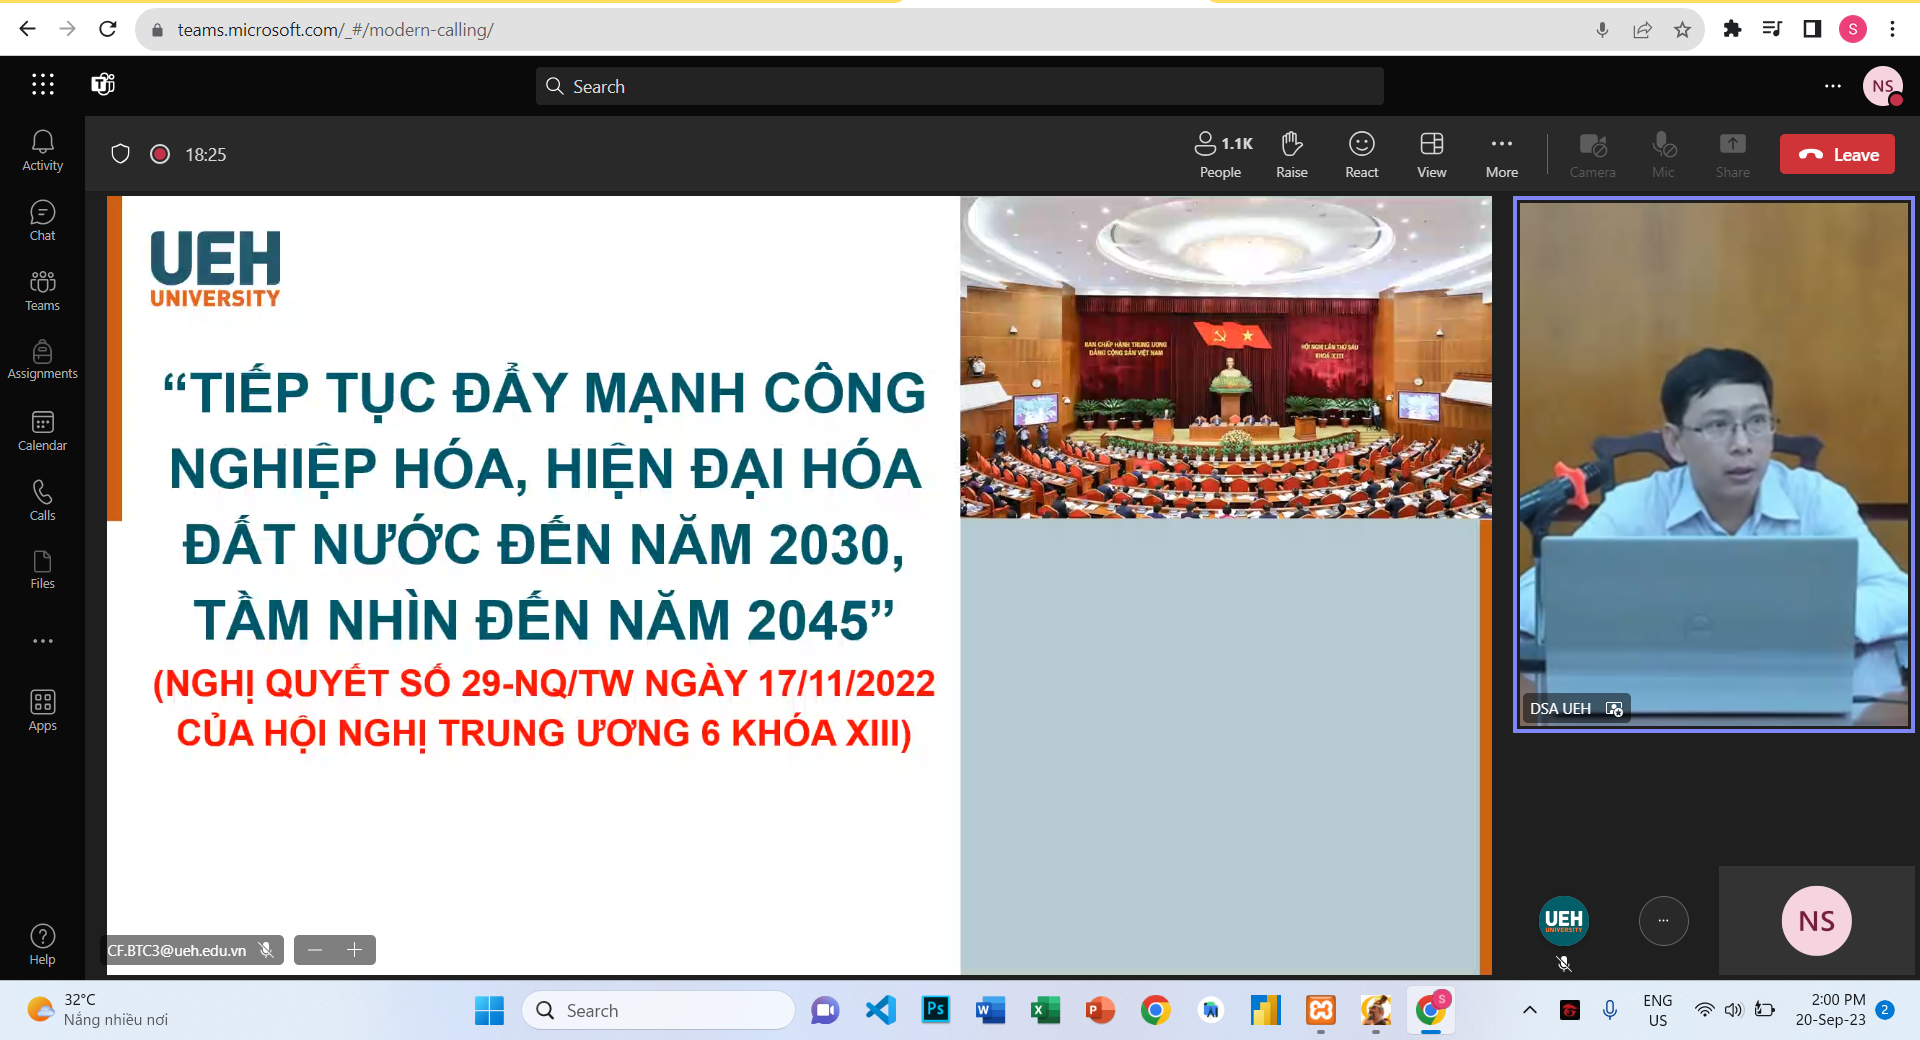 teams.microsoft.com/_#/modern-calling/
S
Search
NS
Activity
Chat
Teams
Assignments
Calendar
Calls
Files
Apps
Help
18:25
1.1K
People
Raise
React
View
More
Camera
Mic
Share
Leave
UEH
UNIVERSITY
“TIẾP TỤC ĐẨY MẠNH CÔNG
NGHIỆP HÓA, HIỆN ĐẠI HÓA
ĐẤT NƯỚC ĐẾN NĂM 2030,
TẦM NHÌN ĐẾN NĂM 2045”
(NGHỊ QUYẾT SỐ 29-NQ/TW NGÀY 17/11/2022
CỦA HỘI NGHỊ TRUNG ƯƠNG 6 KHÓA XIII)
BAN CHẤP HÀNH TRUNG ƯƠNG
ĐẢNG CỘNG SẢN VIỆT NAM
HỘI NGHỊ LẦN THỨ SÁU
KHOÁ XIII
DSA UEH
CF.BTC3@ueh.edu.vn
UEH
UNIVERSITY
NS
32°C
Nắng nhiều nơi
Search
ENG
US
2:00 PM
20-Sep-23
2